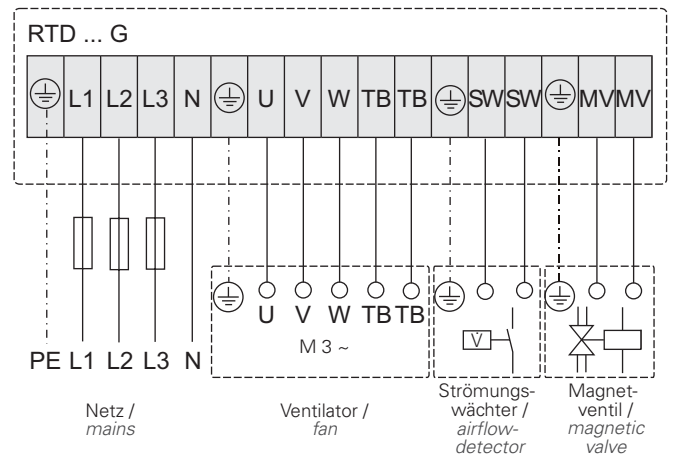 RTD ... G
L1 L2 L3 N U V W TB TB SW SW MV MV
U V W TB TB
M 3 ~
V̇
PE L1 L2 L3 N
Netz /
mains
Ventilator /
fan
Strömungs-
wächter /
airflow-
detector
Magnet-
ventil /
magnetic
valve